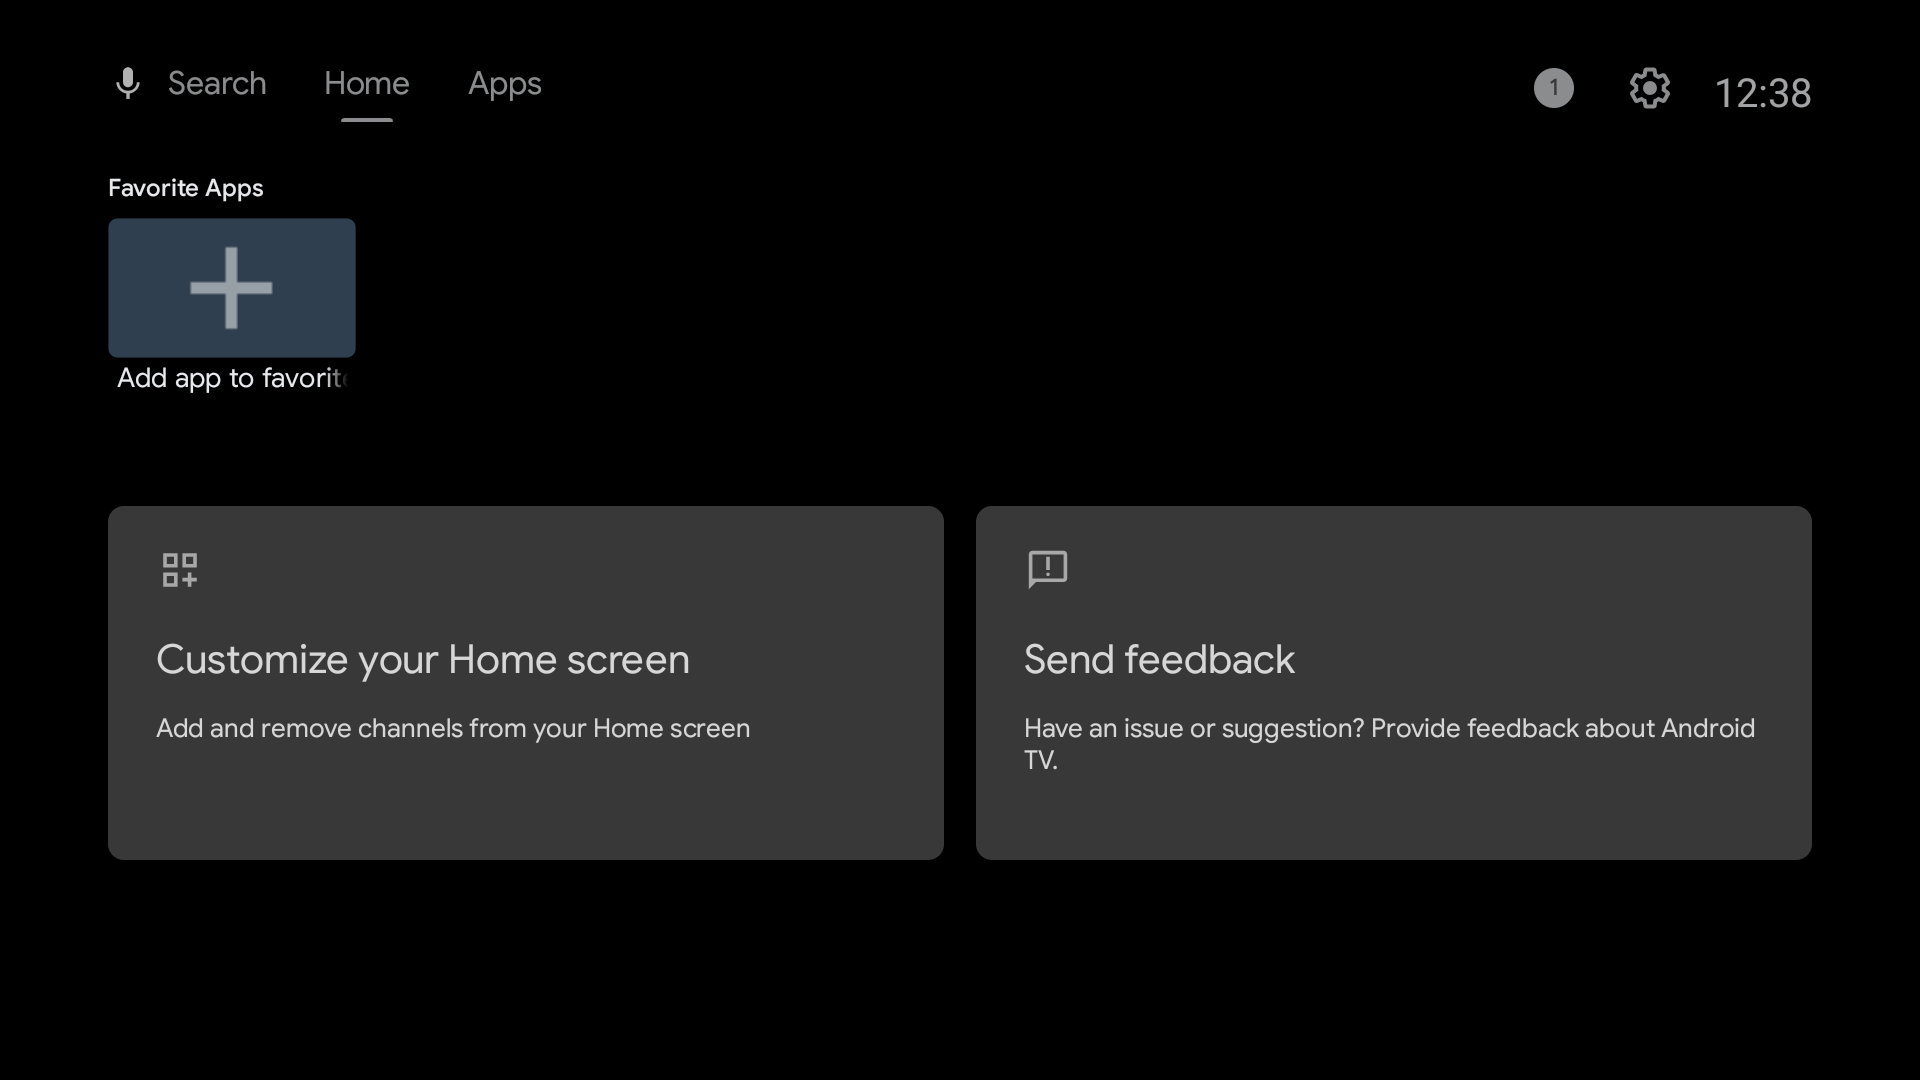 Search Home Apps 1 12:38
Favorite Apps
Add app to favorite
Customize your Home screen
Add and remove channels from your Home screen
Send feedback
Have an issue or suggestion? Provide feedback about Android
TV.